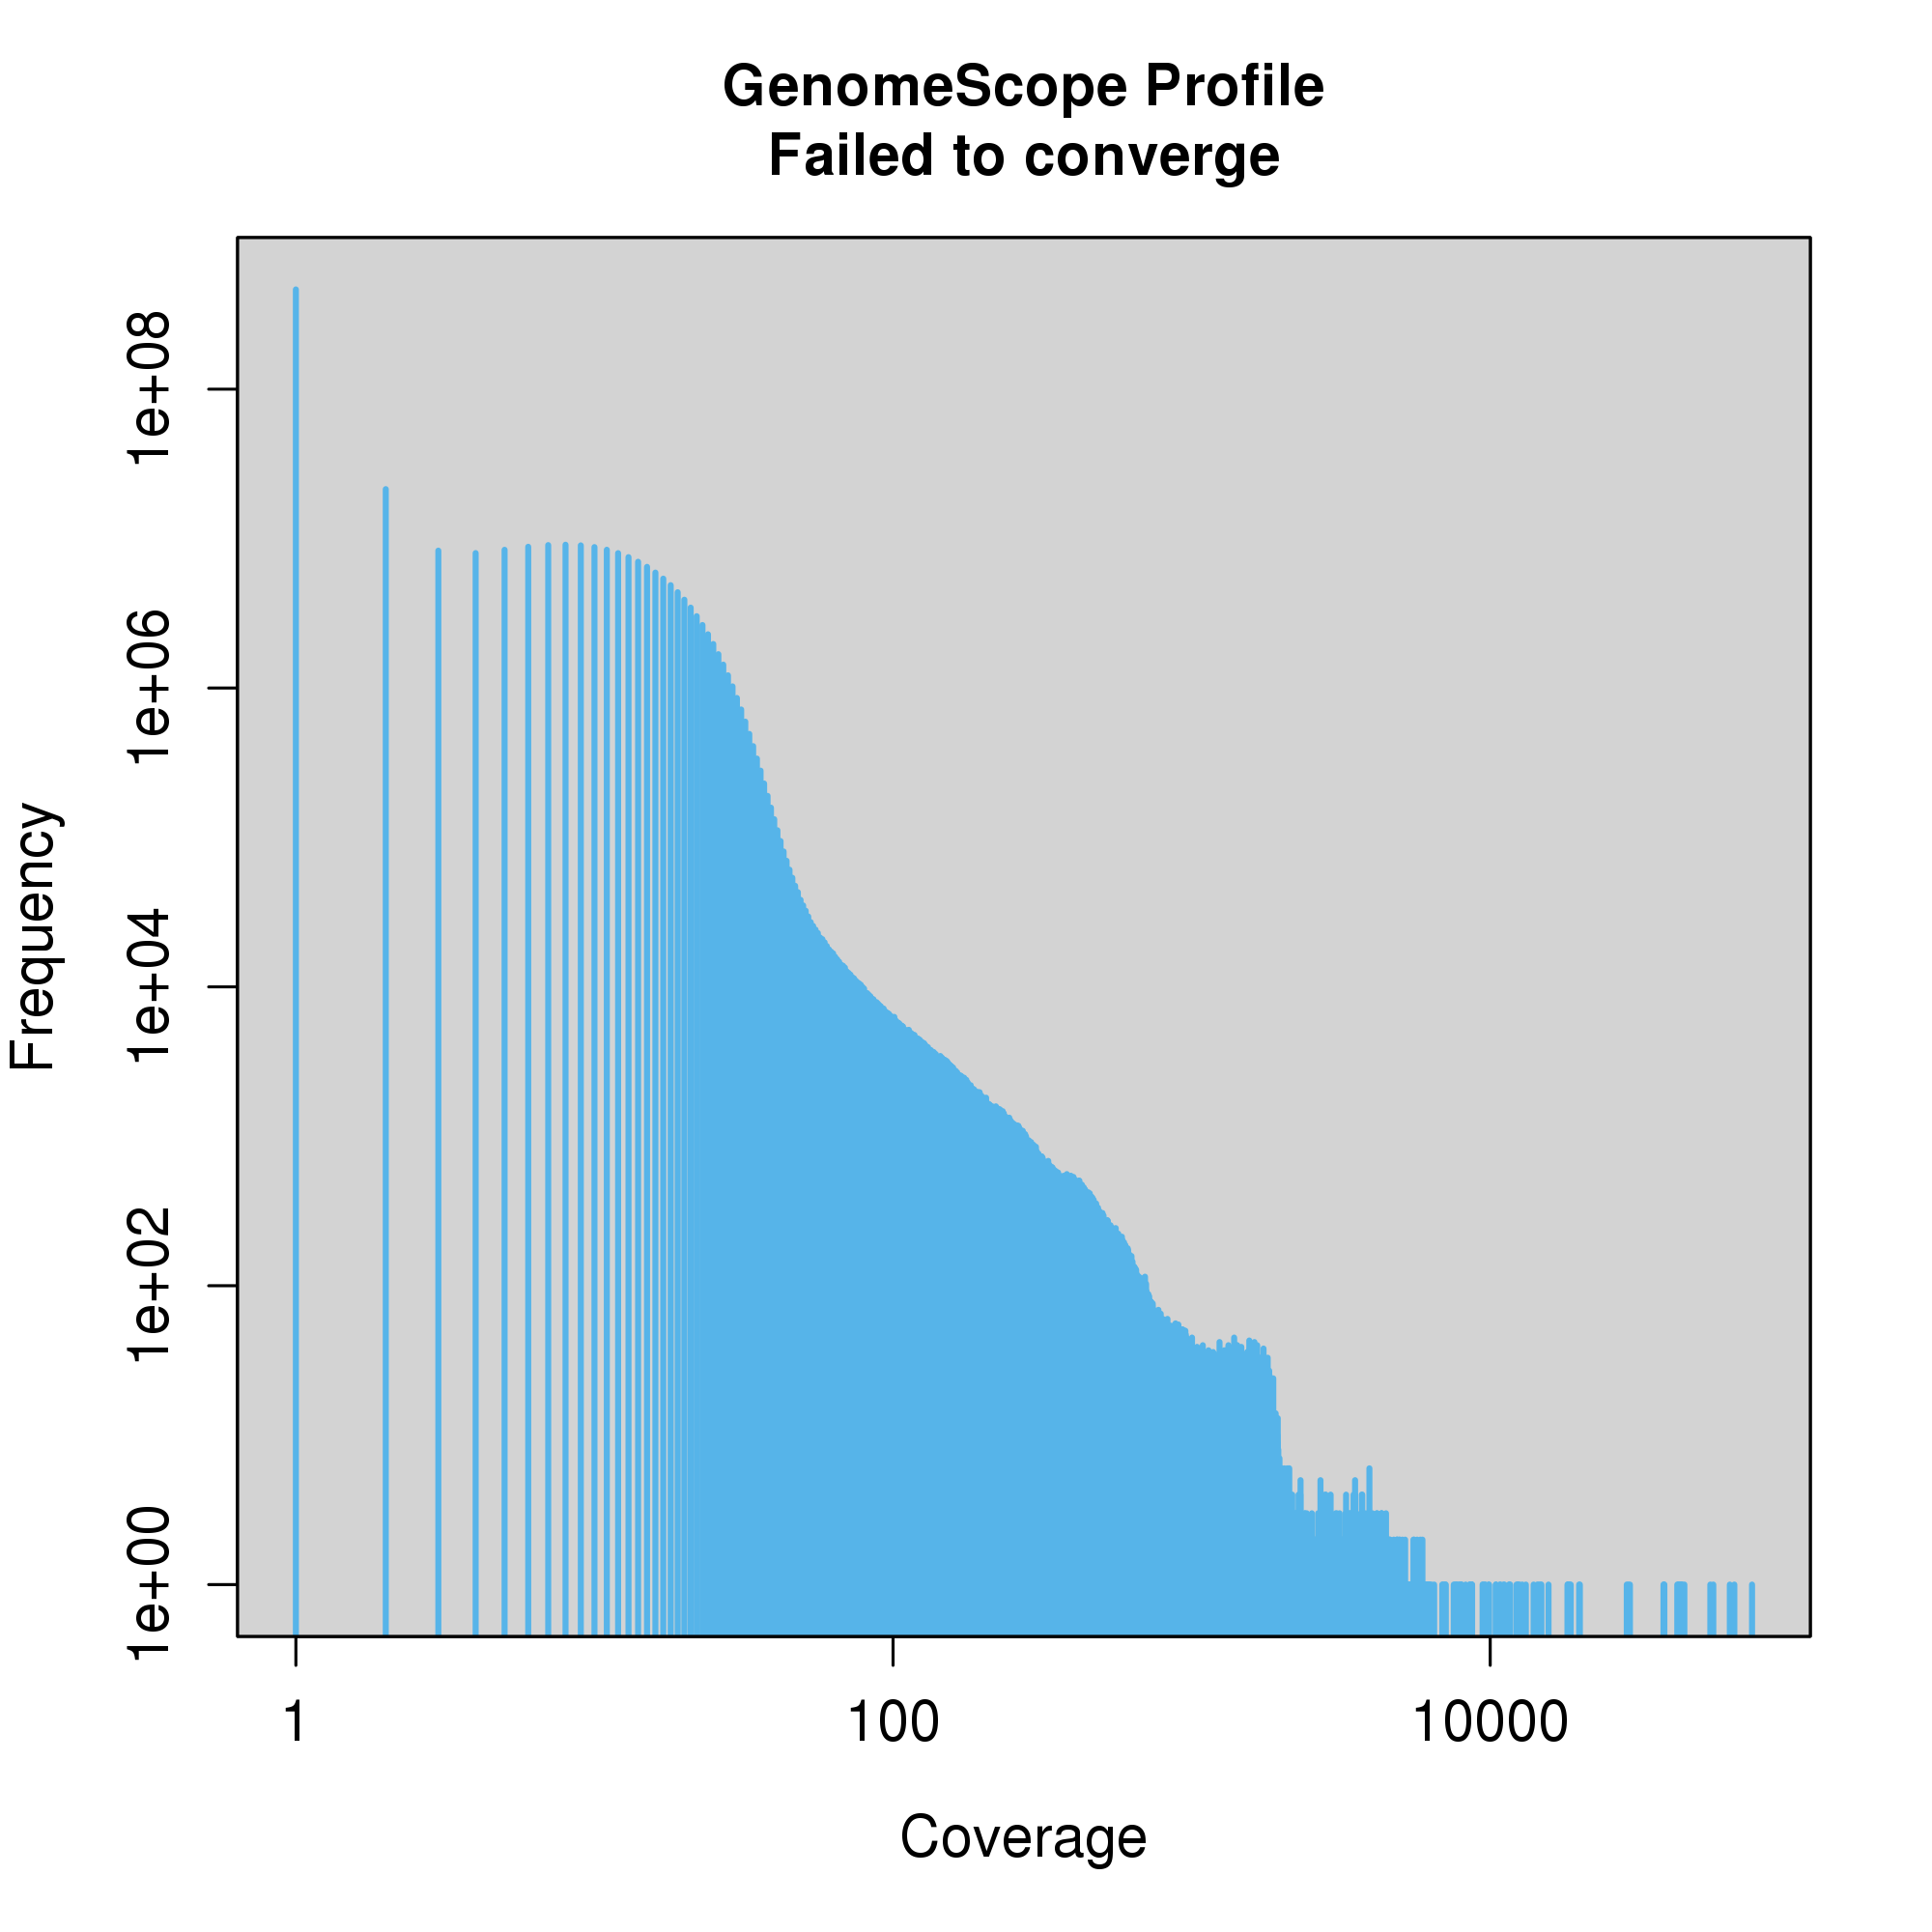 GenomeScope Profile
Failed to converge
1e+08
1e+06
1e+04
1e+02
1e+00
Frequency
1
100
10000
Coverage